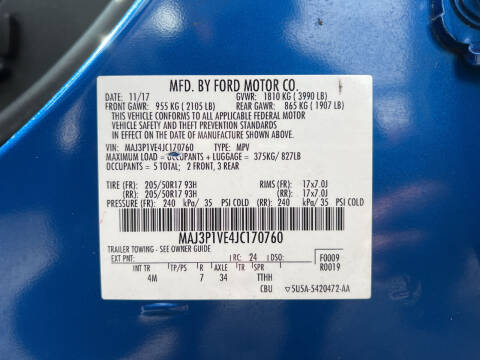 MFD. BY FORD MOTOR CO.
DATE: 11/17 GVWR: 1810 KG ( 3990 LB)
FRONT GAWR: 955 KG ( 2105 LB) REAR GAWR: 865 KG ( 1907 LB)
THIS VEHICLE CONFORMS TO ALL APPLICABLE FEDERAL MOTOR
VEHICLE SAFETY AND THEFT PREVENTION STANDARDS
IN EFFECT ON THE DATE OF MANUFACTURE SHOWN ABOVE.
VIN: MAJ3P1VE4JC170760 TYPE: MPV
MAXIMUM LOAD = OCCUPANTS + LUGGAGE = 375KG/ 827LB
OCCUPANTS = 5 TOTAL; 2 FRONT, 3 REAR
TIRE (FR): 205/50R17 93H RIMS (FR): 17x7.0J
(RR): 205/50R17 93H (RR): 17x7.0J
PRESSURE (FR): 240 kPa/ 35 PSI COLD (RR): 240 kPa/ 35 PSI COLD
MAJ3P1VE4JC170760
TRAILER TOWING - SEE OWNER GUIDE
EXT PNT: RC: 24 DSO: F0009
R0019
INT TR TP/PS R AXLE TR SPR
4M 7 34 TTHH
CBU ▽5U5A-5420472-AA